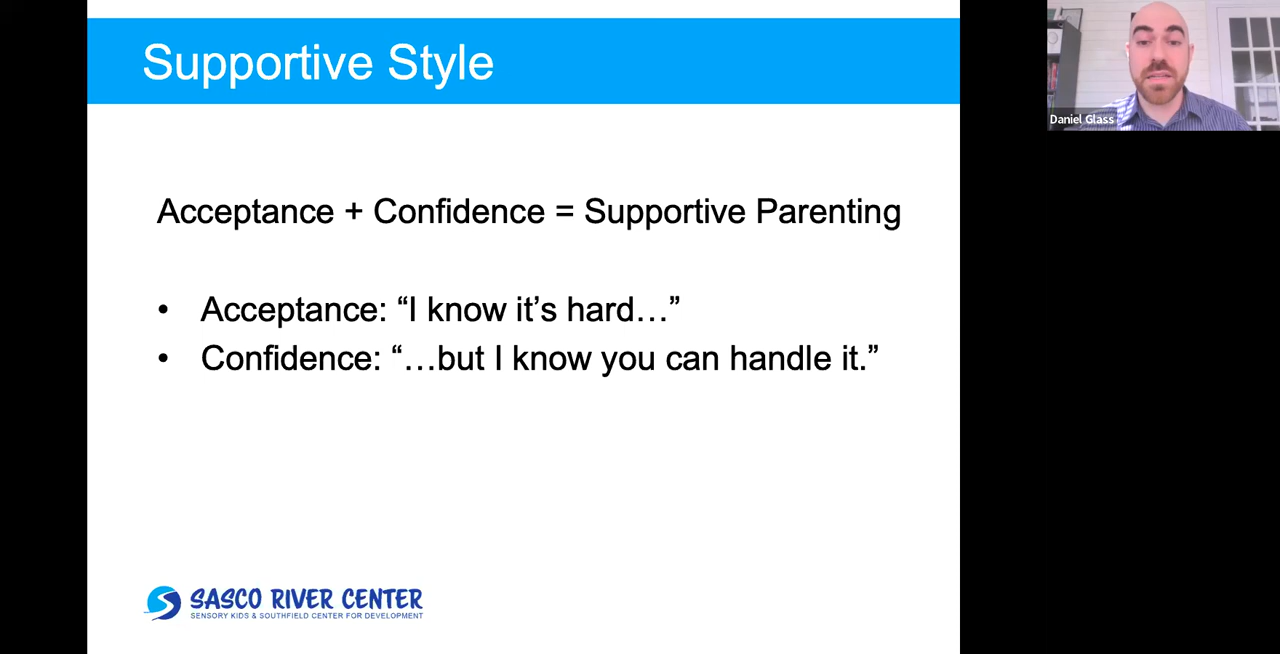 Supportive Style
Daniel Glass
Acceptance + Confidence = Supportive Parenting
• Acceptance: “I know it’s hard…”
• Confidence: “…but I know you can handle it.”
SASCO RIVER CENTER
SENSORY KIDS & SOUTHFIELD CENTER FOR DEVELOPMENT